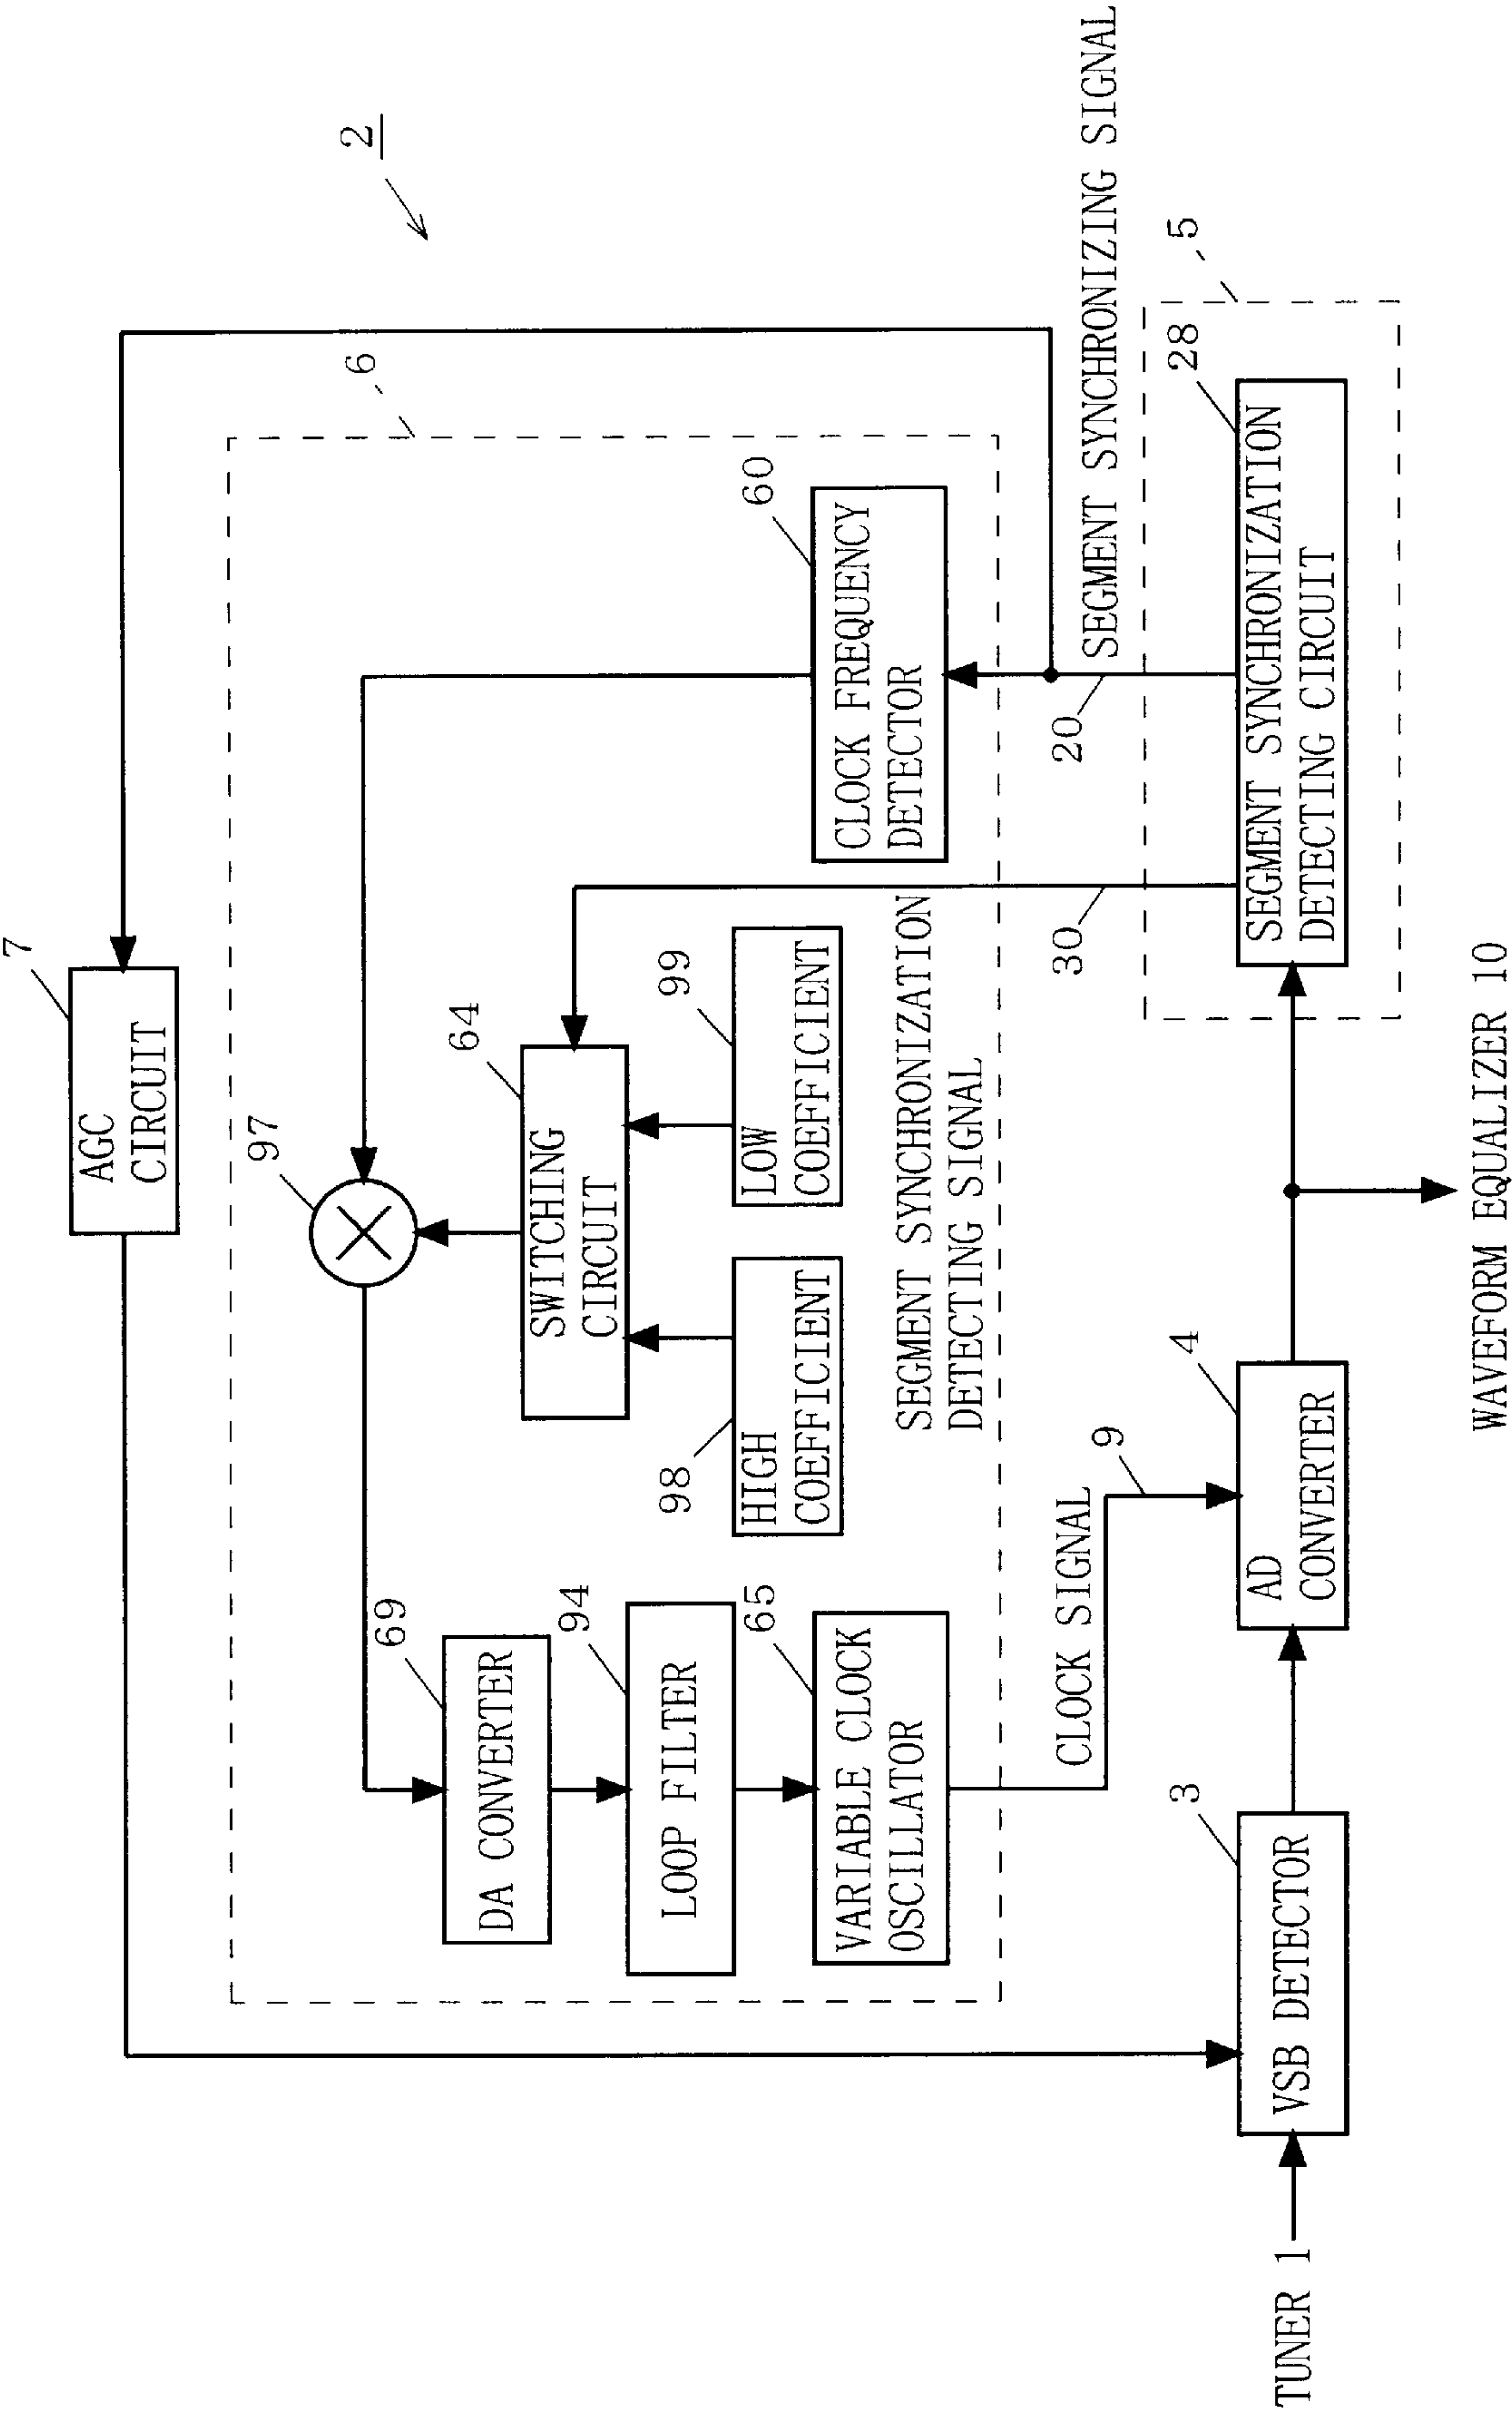 2
7
AGC
CIRCUIT
6
97
64
SWITCHING
CIRCUIT
60
CLOCK FREQUENCY
DETECTOR
69
DA CONVERTER
94
LOOP FILTER
65
VARIABLE CLOCK
OSCILLATOR
98
HIGH
COEFFICIENT
99
LOW
COEFFICIENT
SEGMENT SYNCHRONIZATION
DETECTING SIGNAL
30
20
SEGMENT SYNCHRONIZING SIGNAL
CLOCK SIGNAL
9
5
28
SEGMENT SYNCHRONIZATION
DETECTING CIRCUIT
TUNER 1
3
VSB DETECTOR
4
AD
CONVERTER
WAVEFORM EQUALIZER 10